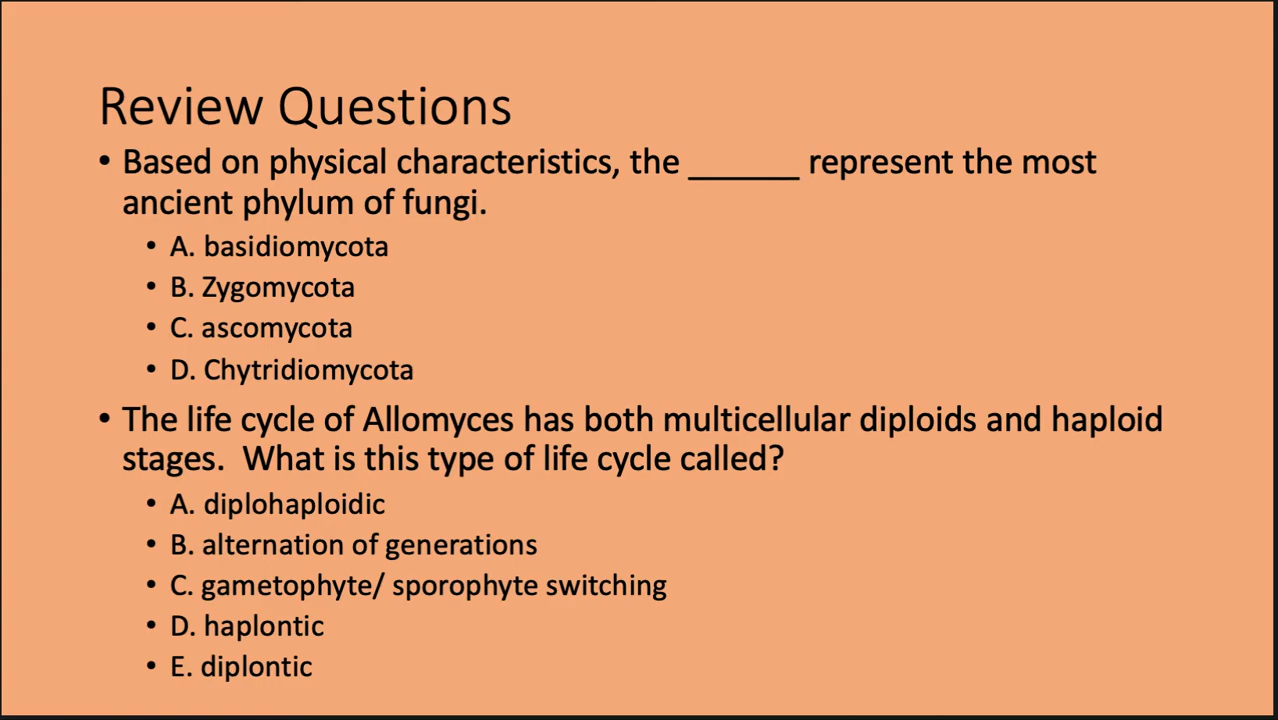 Review Questions
• Based on physical characteristics, the ______ represent the most
ancient phylum of fungi.
• A. basidiomycota
• B. Zygomycota
• C. ascomycota
• D. Chytridiomycota
• The life cycle of Allomyces has both multicellular diploids and haploid
stages.  What is this type of life cycle called?
• A. diplohaploidic
• B. alternation of generations
• C. gametophyte/ sporophyte switching
• D. haplontic
• E. diplontic